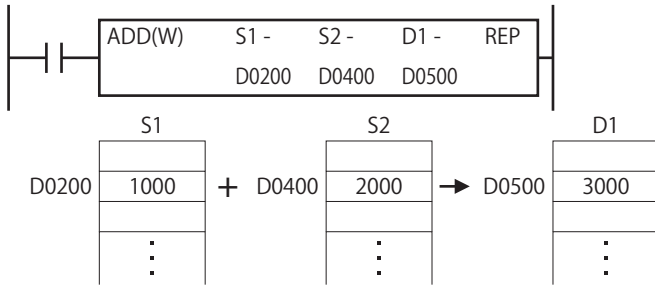 ADD(W) S1 - S2 - D1 - REP
D0200 D0400 D0500
S1 S2 D1
D0200 1000 + D0400 2000 → D0500 3000